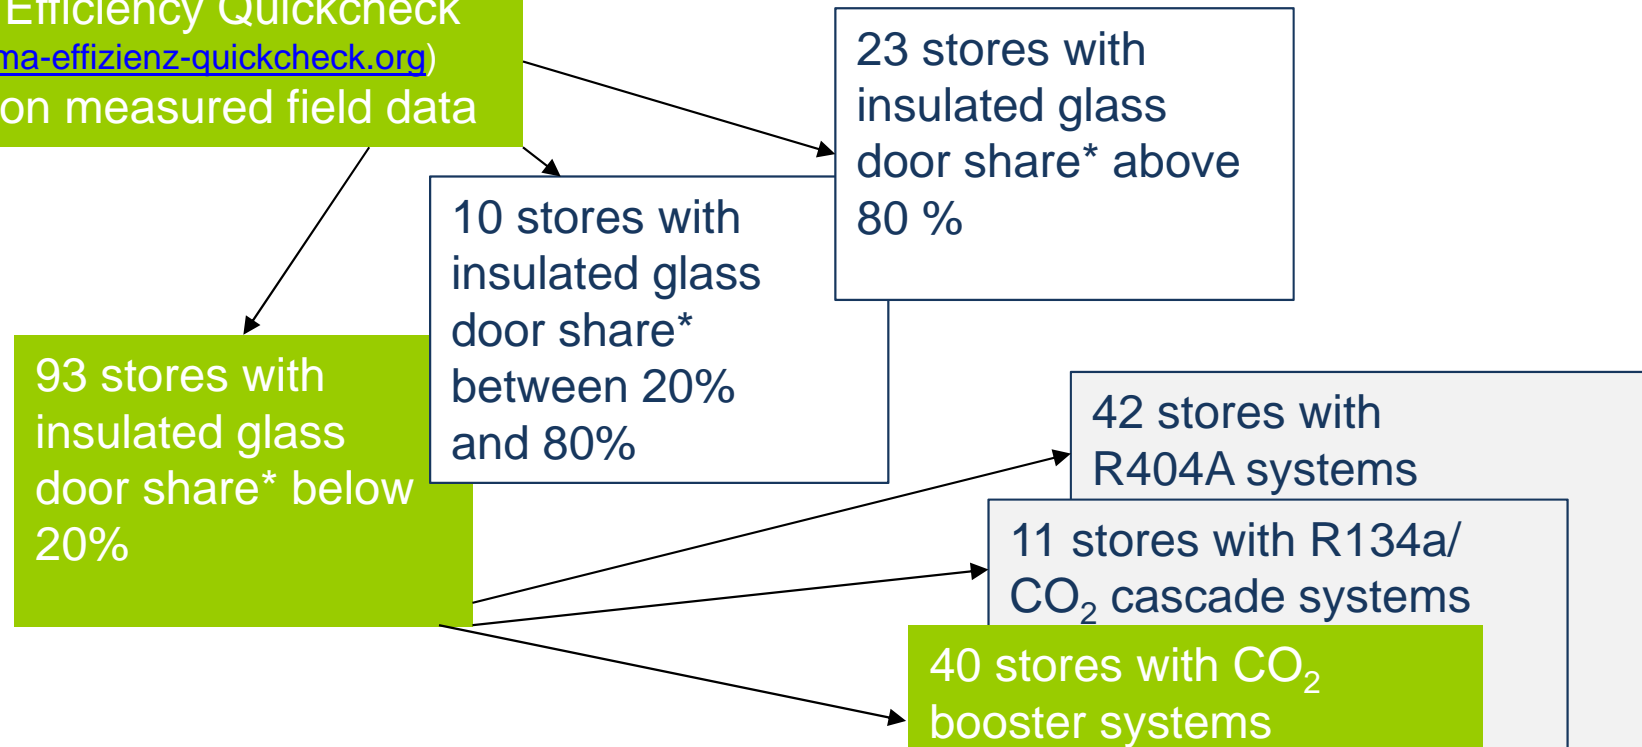 Efficiency Quickcheck
ma-effizienz-quickcheck.org)
on measured field data
23 stores with
insulated glass
door share* above
80 %
10 stores with
insulated glass
door share*
between 20%
and 80%
93 stores with
insulated glass
door share* below
20%
42 stores with
R404A systems
11 stores with R134a/
CO₂ cascade systems
40 stores with CO₂
booster systems